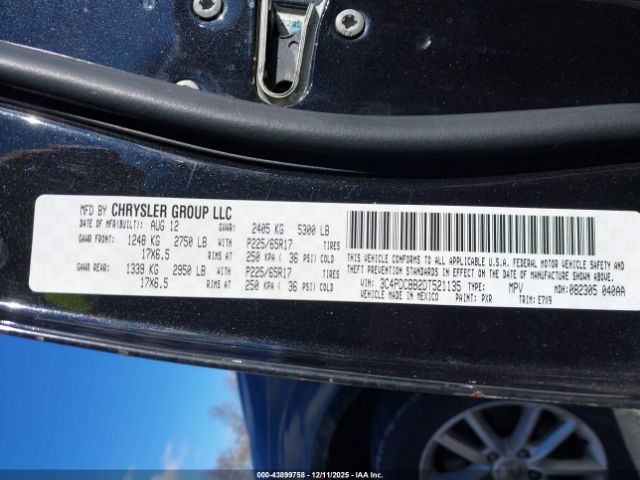 MFD BY CHRYSLER GROUP LLC
DATE OF MFR(BUILT): AUG 12 GVWR: 2405 KG 5300 LB
GAWR FRONT: 1248 KG 2750 LB WITH P225/65R17 TIRES
17X6.5 RIMS AT 250 KPA ( 36 PSI) COLD
GAWR REAR: 1339 KG 2950 LB WITH P225/65R17 TIRES
17X6.5 RIMS AT 250 KPA ( 36 PSI) COLD
THIS VEHICLE CONFORMS TO ALL APPLICABLE U.S.A. FEDERAL MOTOR VEHICLE SAFETY AND
THEFT PREVENTION STANDARDS IN EFFECT ON THE DATE OF MANUFACTURE SHOWN ABOVE.
VIN: 3C4PDCBB2DT521135 TYPE: MPV MDH: 082305 040AA
MADE IN MEXICO PAINT: PXR TRIM: E7X9
20-43899758 - 12/11/2025 - IAAI.COM